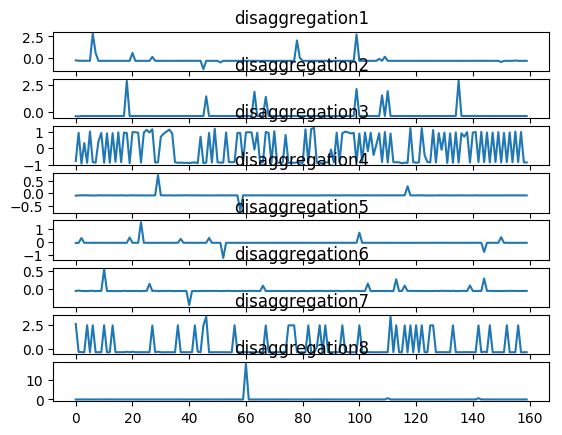 disaggregation1
2.5
0.0
disaggregation2
2.5
0.0
disaggregation3
1
0
−1
disaggregation4
0.5
0.0
−0.5
disaggregation5
1
0
−1
disaggregation6
0.5
0.0
disaggregation7
2.5
0.0
disaggregation8
10
0
0 20 40 60 80 100 120 140 160